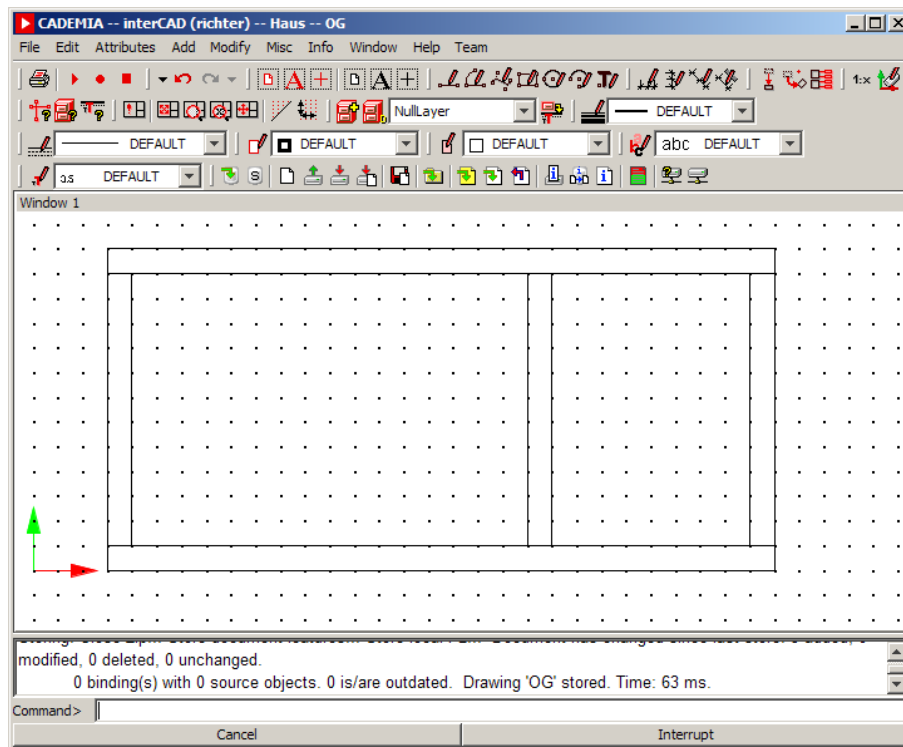 CADEMIA -- interCAD (richter) -- Haus -- OG
File Edit Attributes Add Modify Misc Info Window Help Team
1:x
NullLayer DEFAULT
DEFAULT DEFAULT DEFAULT abc DEFAULT
3.5 DEFAULT
Window 1
modified, 0 deleted, 0 unchanged.
0 binding(s) with 0 source objects. 0 is/are outdated. Drawing 'OG' stored. Time: 63 ms.
Command>
Cancel Interrupt